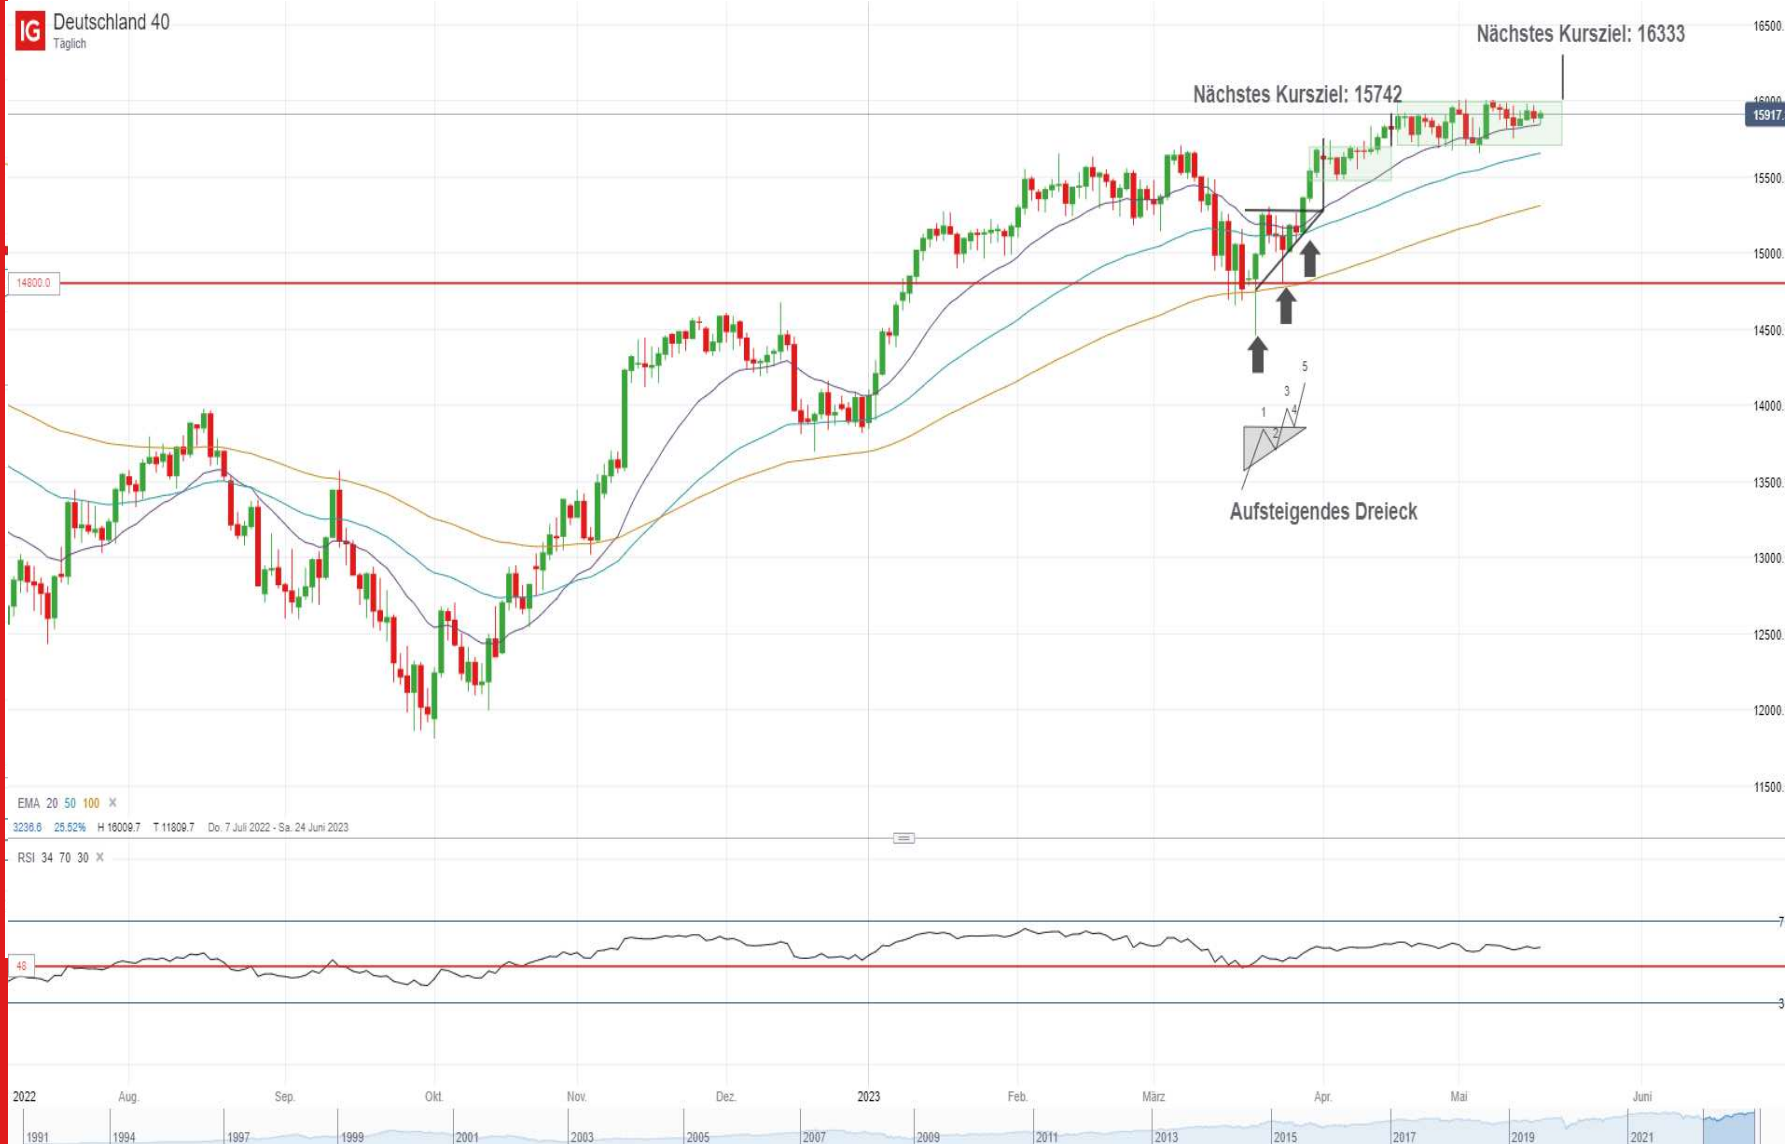 IG
Deutschland 40
Täglich
16500.
Nächstes Kursziel: 16333
Nächstes Kursziel: 15742
16000.
15917.
15500.
15000.
14800.0
14500.
5
3
1
4
2
14000.
13500.
Aufsteigendes Dreieck
13000.
12500.
12000.
11500.
EMA 20 50 100 X
3236.6 25.52% H 16009.7 T 11809.7 Do. 7 Juli 2022 - Sa. 24 Juni 2023
RSI 34 70 30 X
7
48
3
2022 Aug. Sep. Okt. Nov. Dez. 2023 Feb. März Apr. Mai Juni
1991 1994 1997 1999 2001 2003 2005 2007 2009 2011 2013 2015 2017 2019 2021